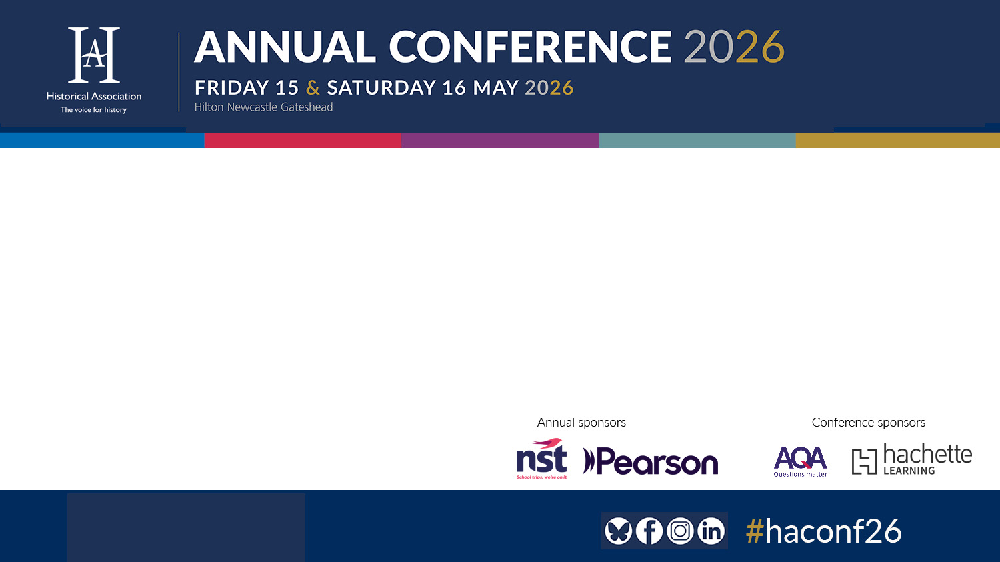 HA
Historical Association
The voice for history
ANNUAL CONFERENCE 2026
FRIDAY 15 & SATURDAY 16 MAY 2026
Hilton Newcastle Gateshead
Annual sponsors
Conference sponsors
nst
School trips, we're on it
Pearson
AQA
Questions matter
hachette
LEARNING
#haconf26